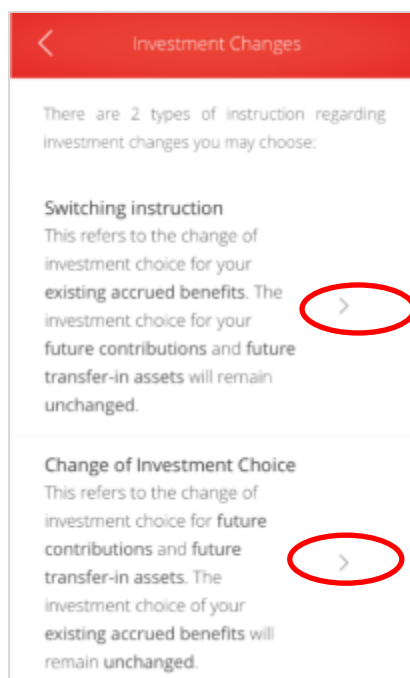 Investment Changes
There are 2 types of instruction regarding
investment changes you may choose:
Switching instruction
This refers to the change of
investment choice for your
existing accrued benefits. The
investment choice for your
future contributions and future
transfer-in assets will remain
unchanged.
Change of Investment Choice
This refers to the change of
investment choice for future
contributions and future
transfer-in assets. The
investment choice of your
existing accrued benefits will
remain unchanged.